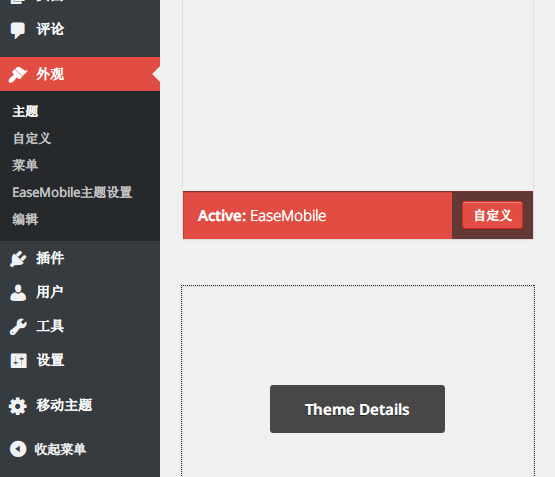 评论
外观
主题
自定义
菜单
EaseMobile主题设置
编辑
插件
用户
工具
设置
移动主题
收起菜单
Active: EaseMobile
自定义
Theme Details